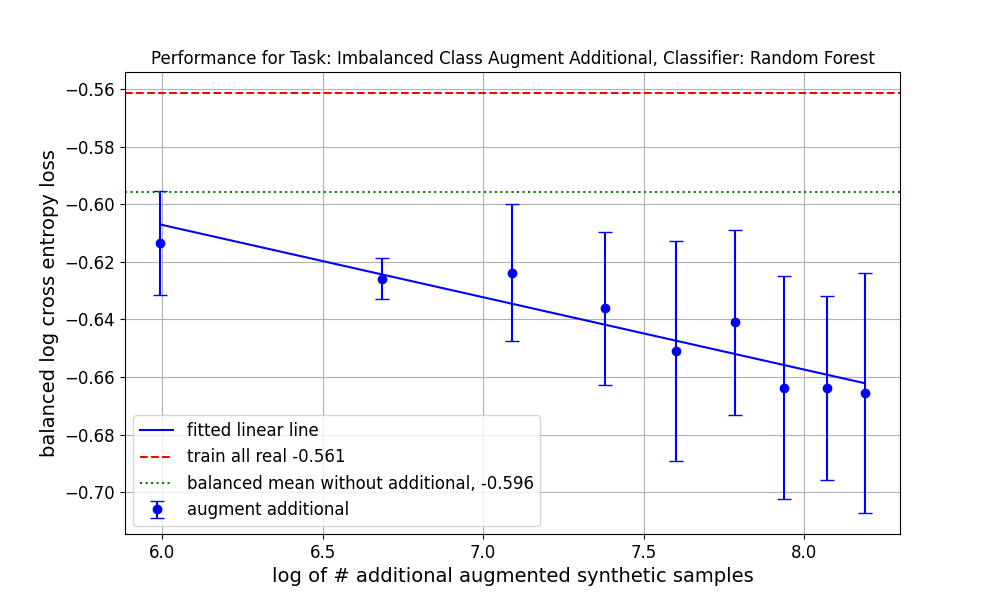 Performance for Task: Imbalanced Class Augment Additional, Classifier: Random Forest
balanced log cross entropy loss
−0.56
−0.58
−0.60
−0.62
−0.64
−0.66
−0.68
−0.70
fitted linear line
train all real -0.561
balanced mean without additional, -0.596
augment additional
6.0 6.5 7.0 7.5 8.0
log of # additional augmented synthetic samples